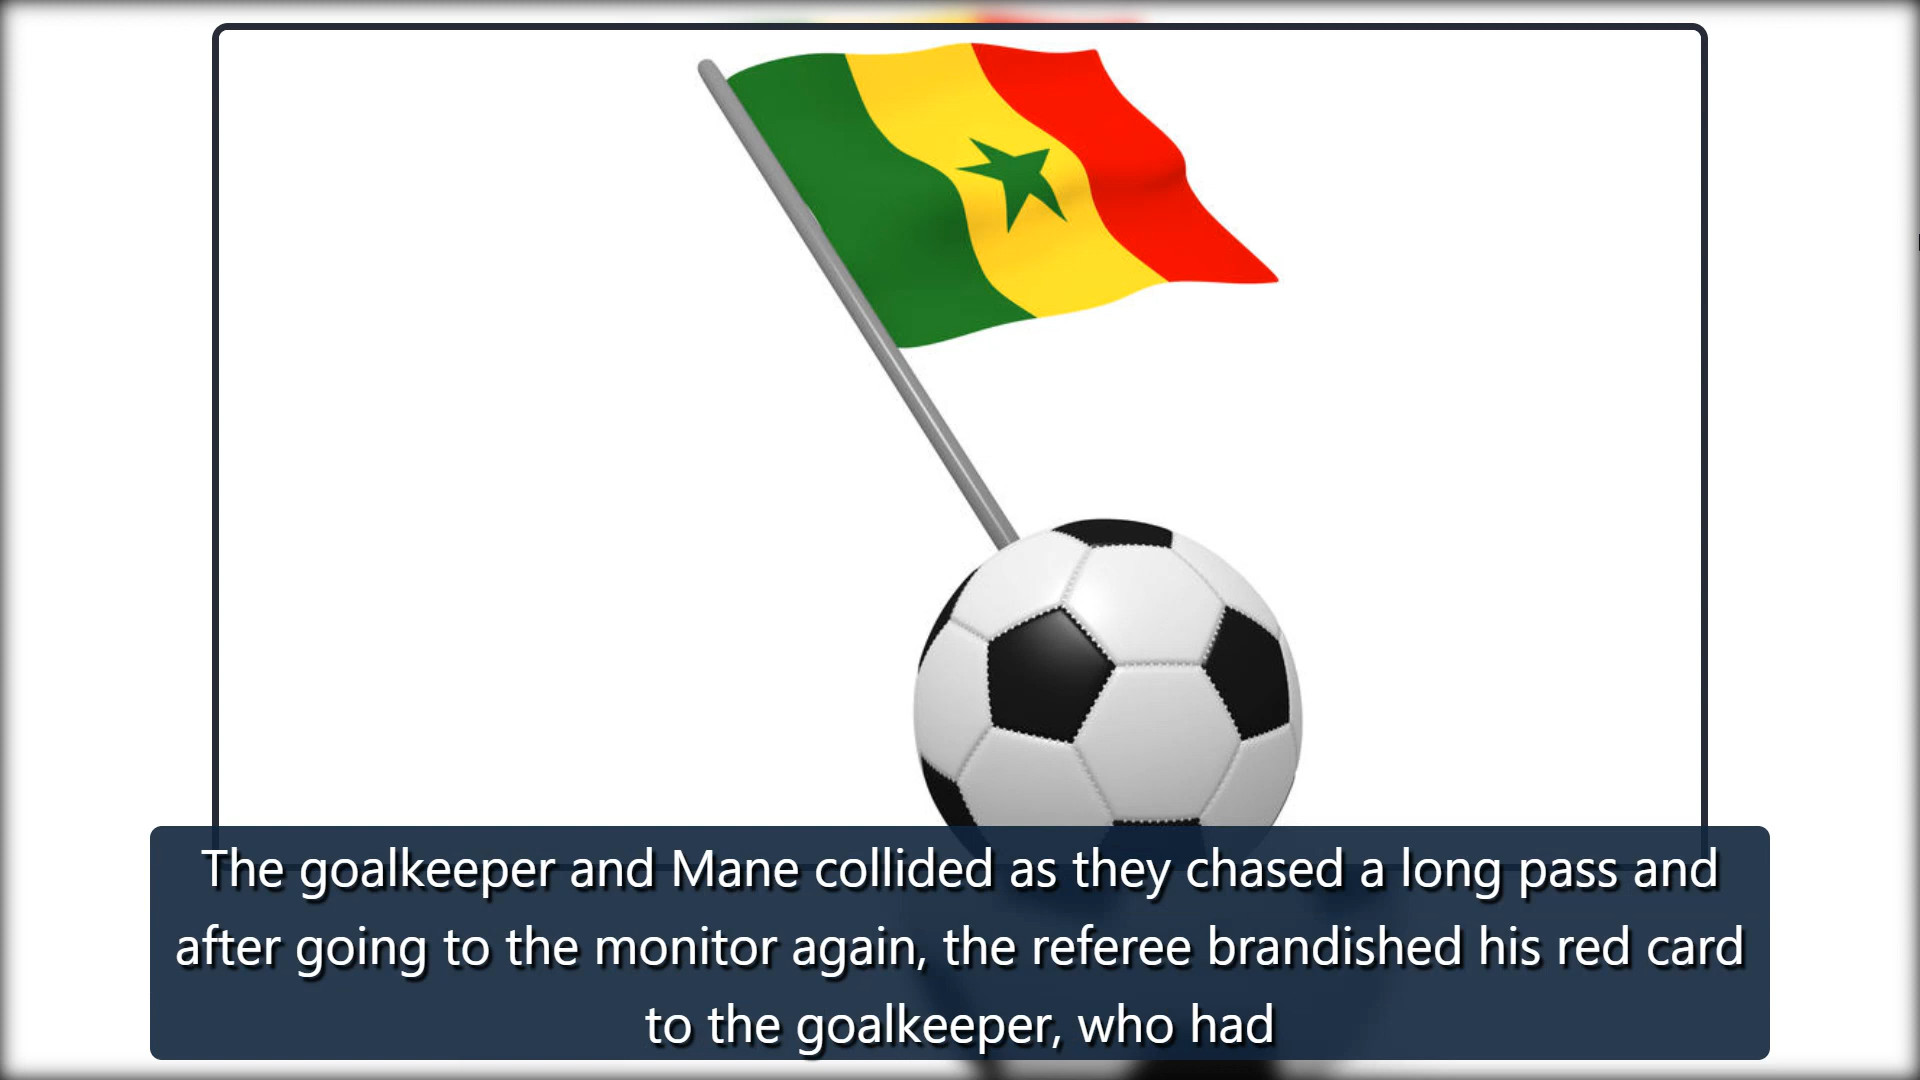 The goalkeeper and Mane collided as they chased a long pass and
after going to the monitor again, the referee brandished his red card
to the goalkeeper, who had